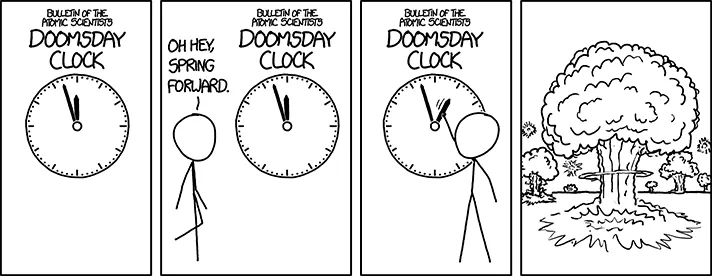 BULLETIN OF THE
ATOMIC SCIENTISTS
DOOMSDAY
CLOCK
OH HEY,
SPRING
FORWARD.
BULLETIN OF THE
ATOMIC SCIENTISTS
DOOMSDAY
CLOCK
BULLETIN OF THE
ATOMIC SCIENTISTS
DOOMSDAY
CLOCK